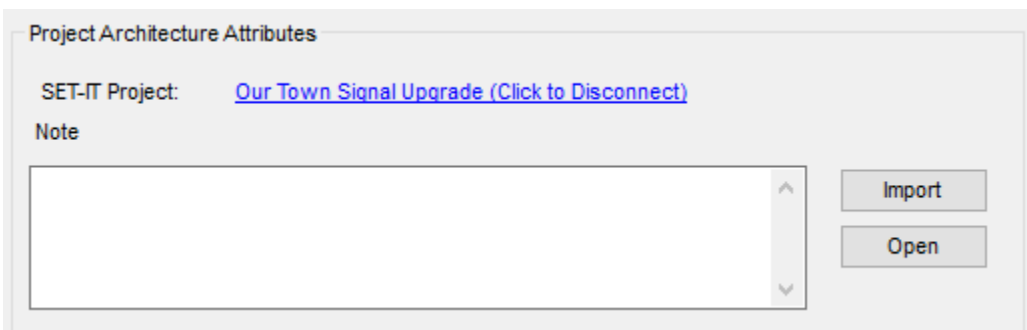 Project Architecture Attributes
SET-IT Project: Our Town Signal Upgrade (Click to Disconnect)
Note
Import
Open